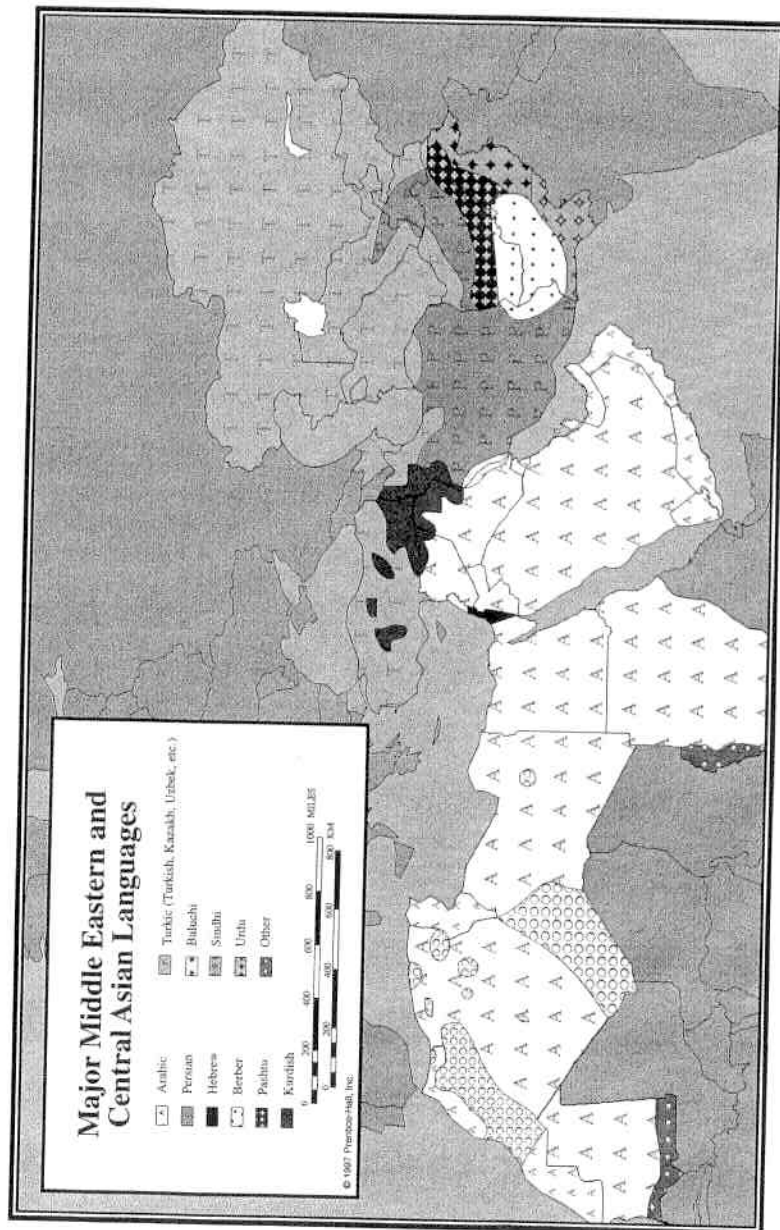 Major Middle Eastern and
Central Asian Languages
Arabic
Persian
Hebrew
Berber
Pashtu
Kurdish
Turkic (Turkish, Kazakh, Uzbek, etc.)
Baluchi
Sindhi
Urdu
Other
0 200 400 600 800 1000 MILES
0 200 400 600 800 KM
© 1997 Prentice-Hall, Inc.